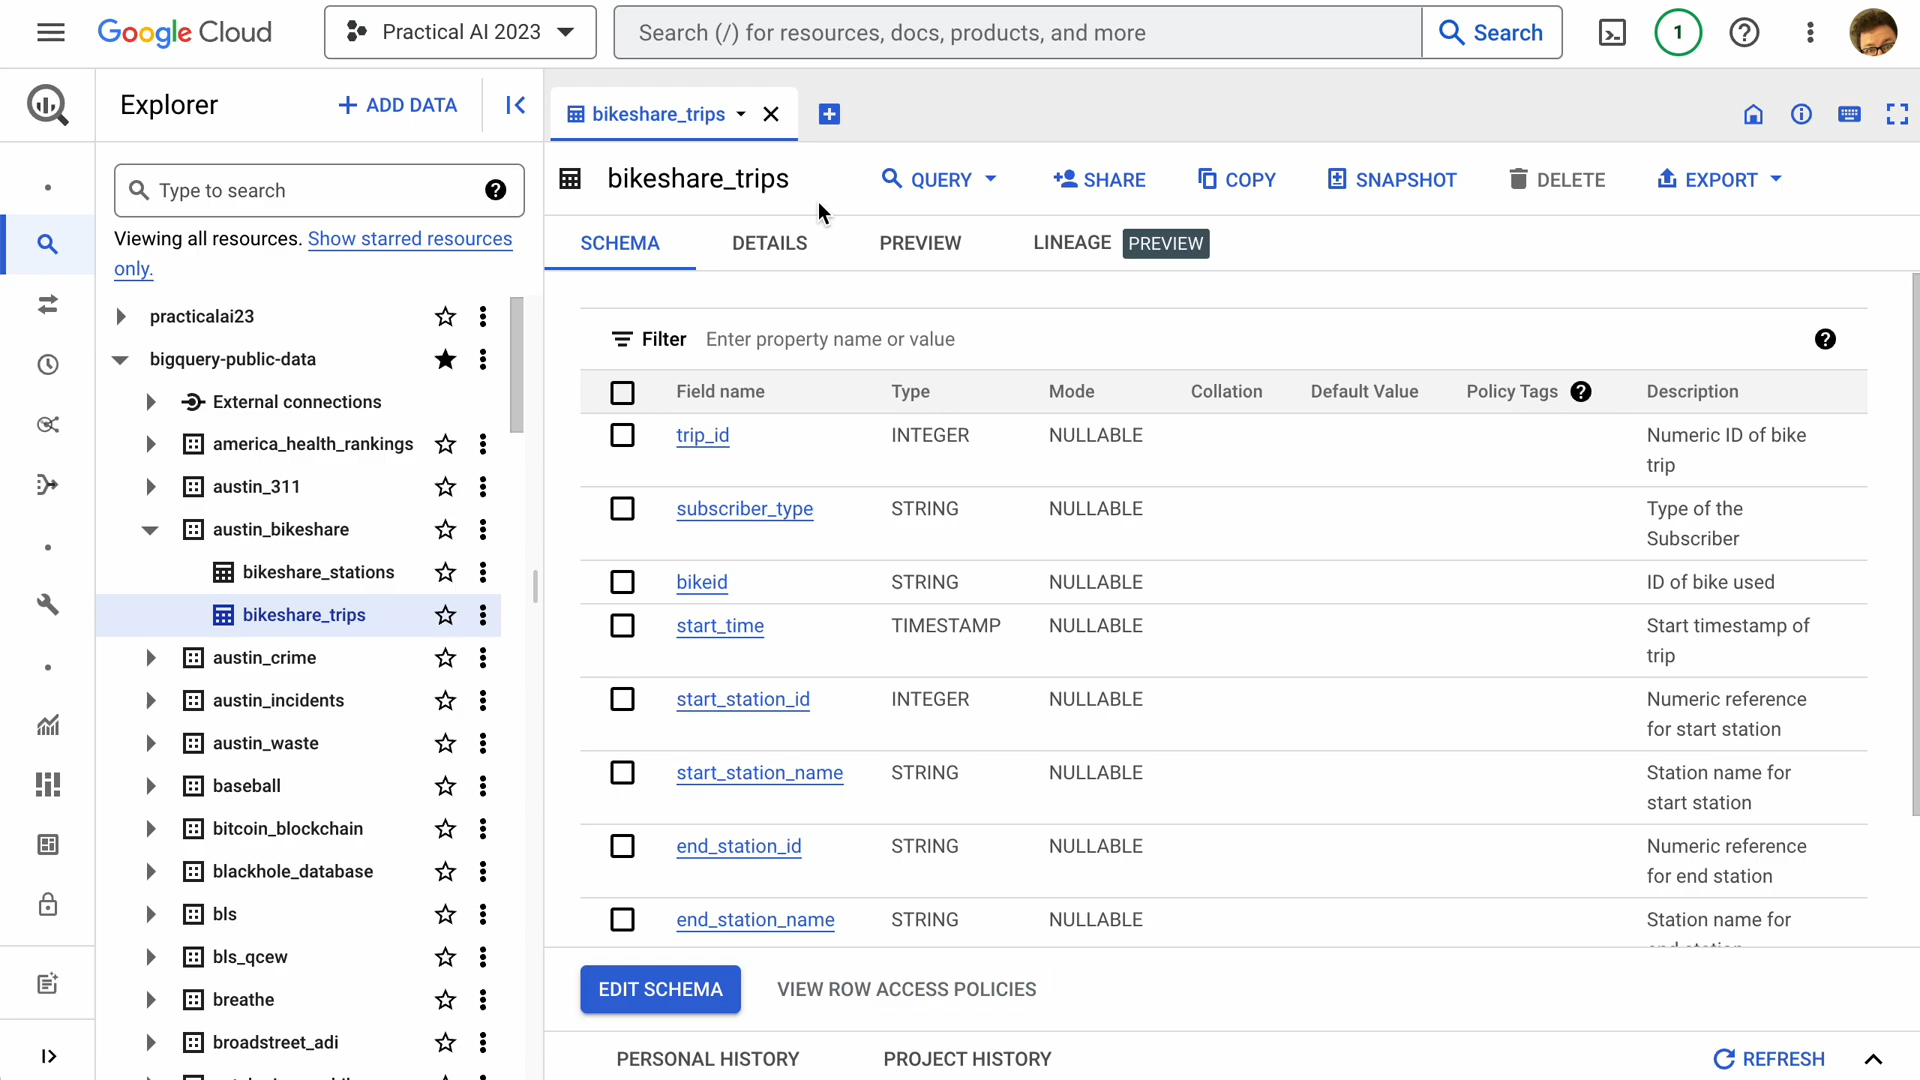 Google Cloud
Practical AI 2023
Search (/) for resources, docs, products, and more
Search
1
Explorer
+ ADD DATA
bikeshare_trips
Type to search
Viewing all resources. Show starred resources
only.
bikeshare_trips
QUERY
SHARE
COPY
SNAPSHOT
DELETE
EXPORT
SCHEMA
DETAILS
PREVIEW
LINEAGE
PREVIEW
practicalai23
bigquery-public-data
External connections
america_health_rankings
austin_311
austin_bikeshare
bikeshare_stations
bikeshare_trips
austin_crime
austin_incidents
austin_waste
baseball
bitcoin_blockchain
blackhole_database
bls
bls_qcew
breathe
broadstreet_adi
Filter Enter property name or value
Field name Type Mode Collation Default Value Policy Tags Description
trip_id INTEGER NULLABLE Numeric ID of bike
trip
subscriber_type STRING NULLABLE Type of the
Subscriber
bikeid STRING NULLABLE ID of bike used
start_time TIMESTAMP NULLABLE Start timestamp of
trip
start_station_id INTEGER NULLABLE Numeric reference
for start station
start_station_name STRING NULLABLE Station name for
start station
end_station_id STRING NULLABLE Numeric reference
for end station
end_station_name STRING NULLABLE Station name for
EDIT SCHEMA
VIEW ROW ACCESS POLICIES
PERSONAL HISTORY
PROJECT HISTORY
REFRESH